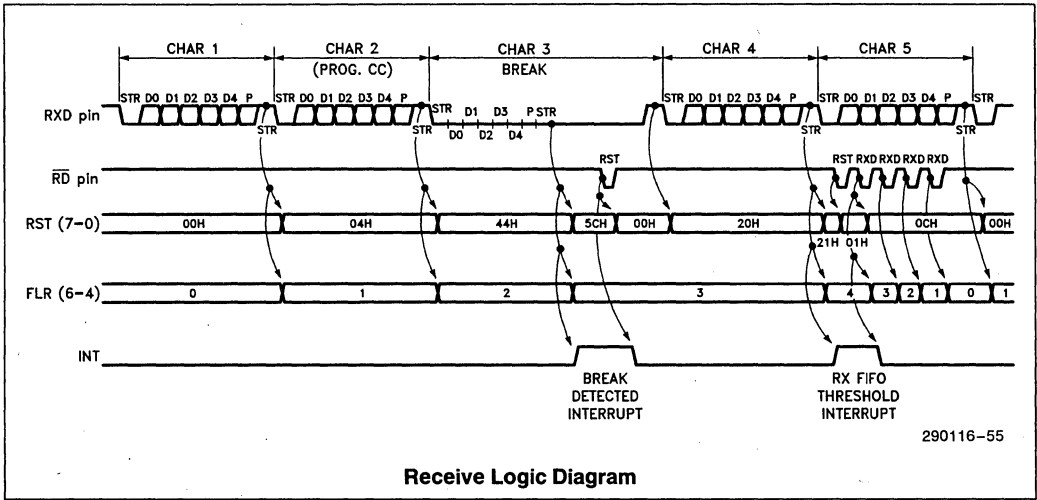 CHAR 1 CHAR 2 CHAR 3 CHAR 4 CHAR 5
(PROG. CC) BREAK
RXD pin STR D0 D1 D2 D3 D4 P STR D0 D1 D2 D3 D4 P STR D1 D3 P STR STR D0 D1 D2 D3 D4 P STR D0 D1 D2 D3 D4 P STR
STR STR D0 D2 D4 STR STR
RD pin RST RST RXD RXD RXD RXD
RST (7-0) 00H 04H 44H 5CH 00H 20H 0CH 00H
21H 01H
FLR (6-4) 0 1 2 3 4 3 2 1 0 1
INT
BREAK DETECTED INTERRUPT
RX FIFO THRESHOLD INTERRUPT
290116-55
Receive Logic Diagram